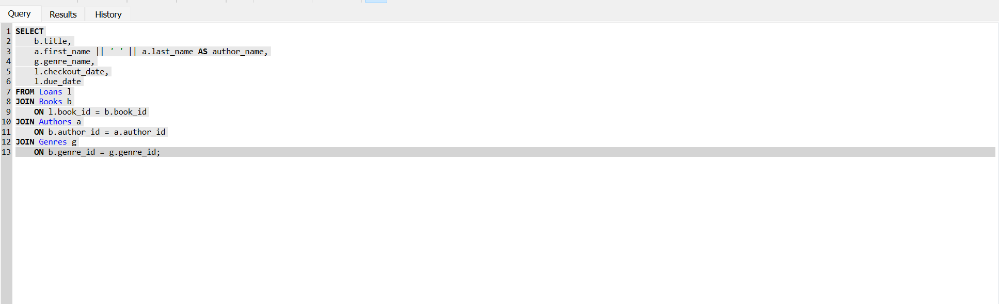 Query Results History
1 SELECT
2     b.title,
3     a.first_name || ' ' || a.last_name AS author_name,
4     g.genre_name,
5     l.checkout_date,
6     l.due_date
7 FROM Loans l
8 JOIN Books b
9     ON l.book_id = b.book_id
10 JOIN Authors a
11     ON b.author_id = a.author_id
12 JOIN Genres g
13     ON b.genre_id = g.genre_id;